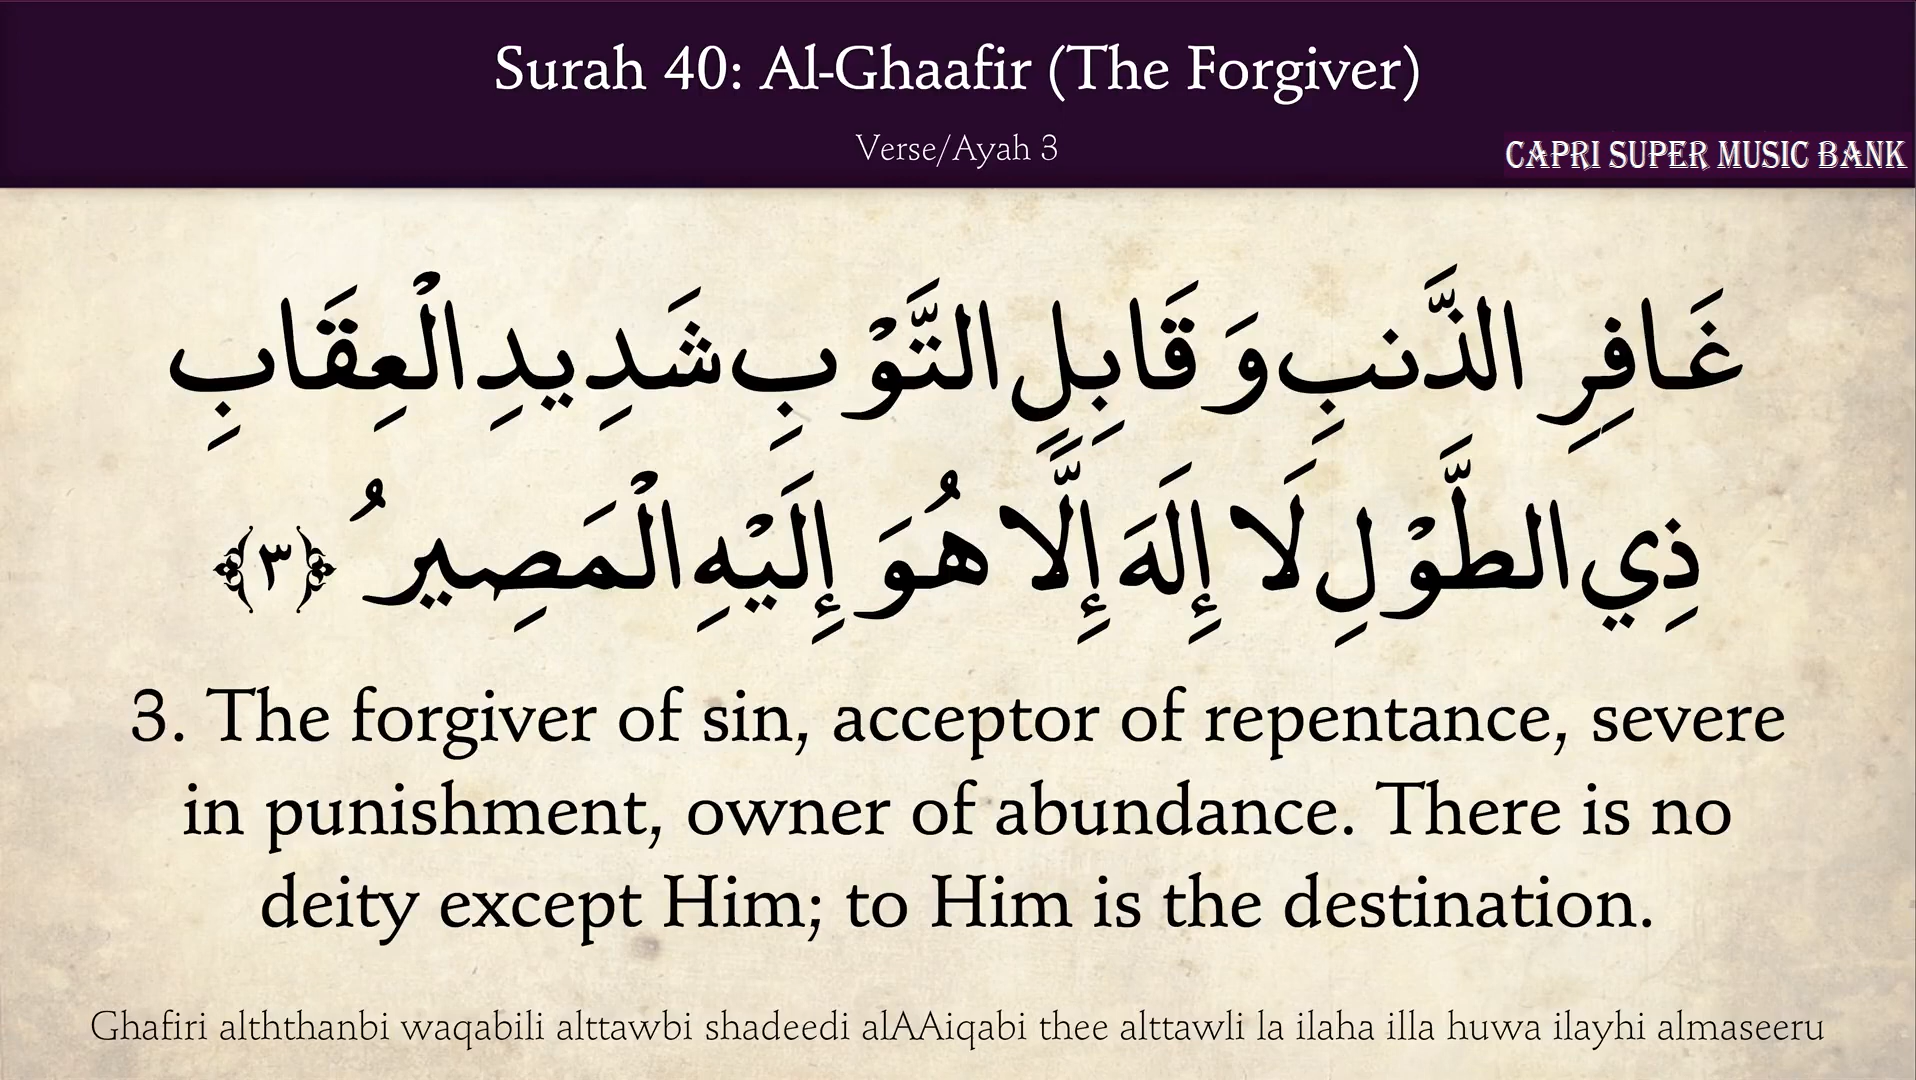 Surah 40: Al-Ghaafir (The Forgiver)
Verse/Ayah 3
CAPRI SUPER MUSIC BANK
غَافِرِ الذَّنبِ وَقَابِلِ التَّوْبِ شَدِيدِ الْعِقَابِ
ذِي الطَّوْلِ لَا إِلَهَ إِلَّا هُوَ إِلَيْهِ الْمَصِيرُ ﴿٣﴾
3. The forgiver of sin, acceptor of repentance, severe
in punishment, owner of abundance. There is no
deity except Him; to Him is the destination.
Ghafiri alththanbi waqabili alttawbi shadeedi alAAiqabi thee alttawli la ilaha illa huwa ilayhi almaseeru